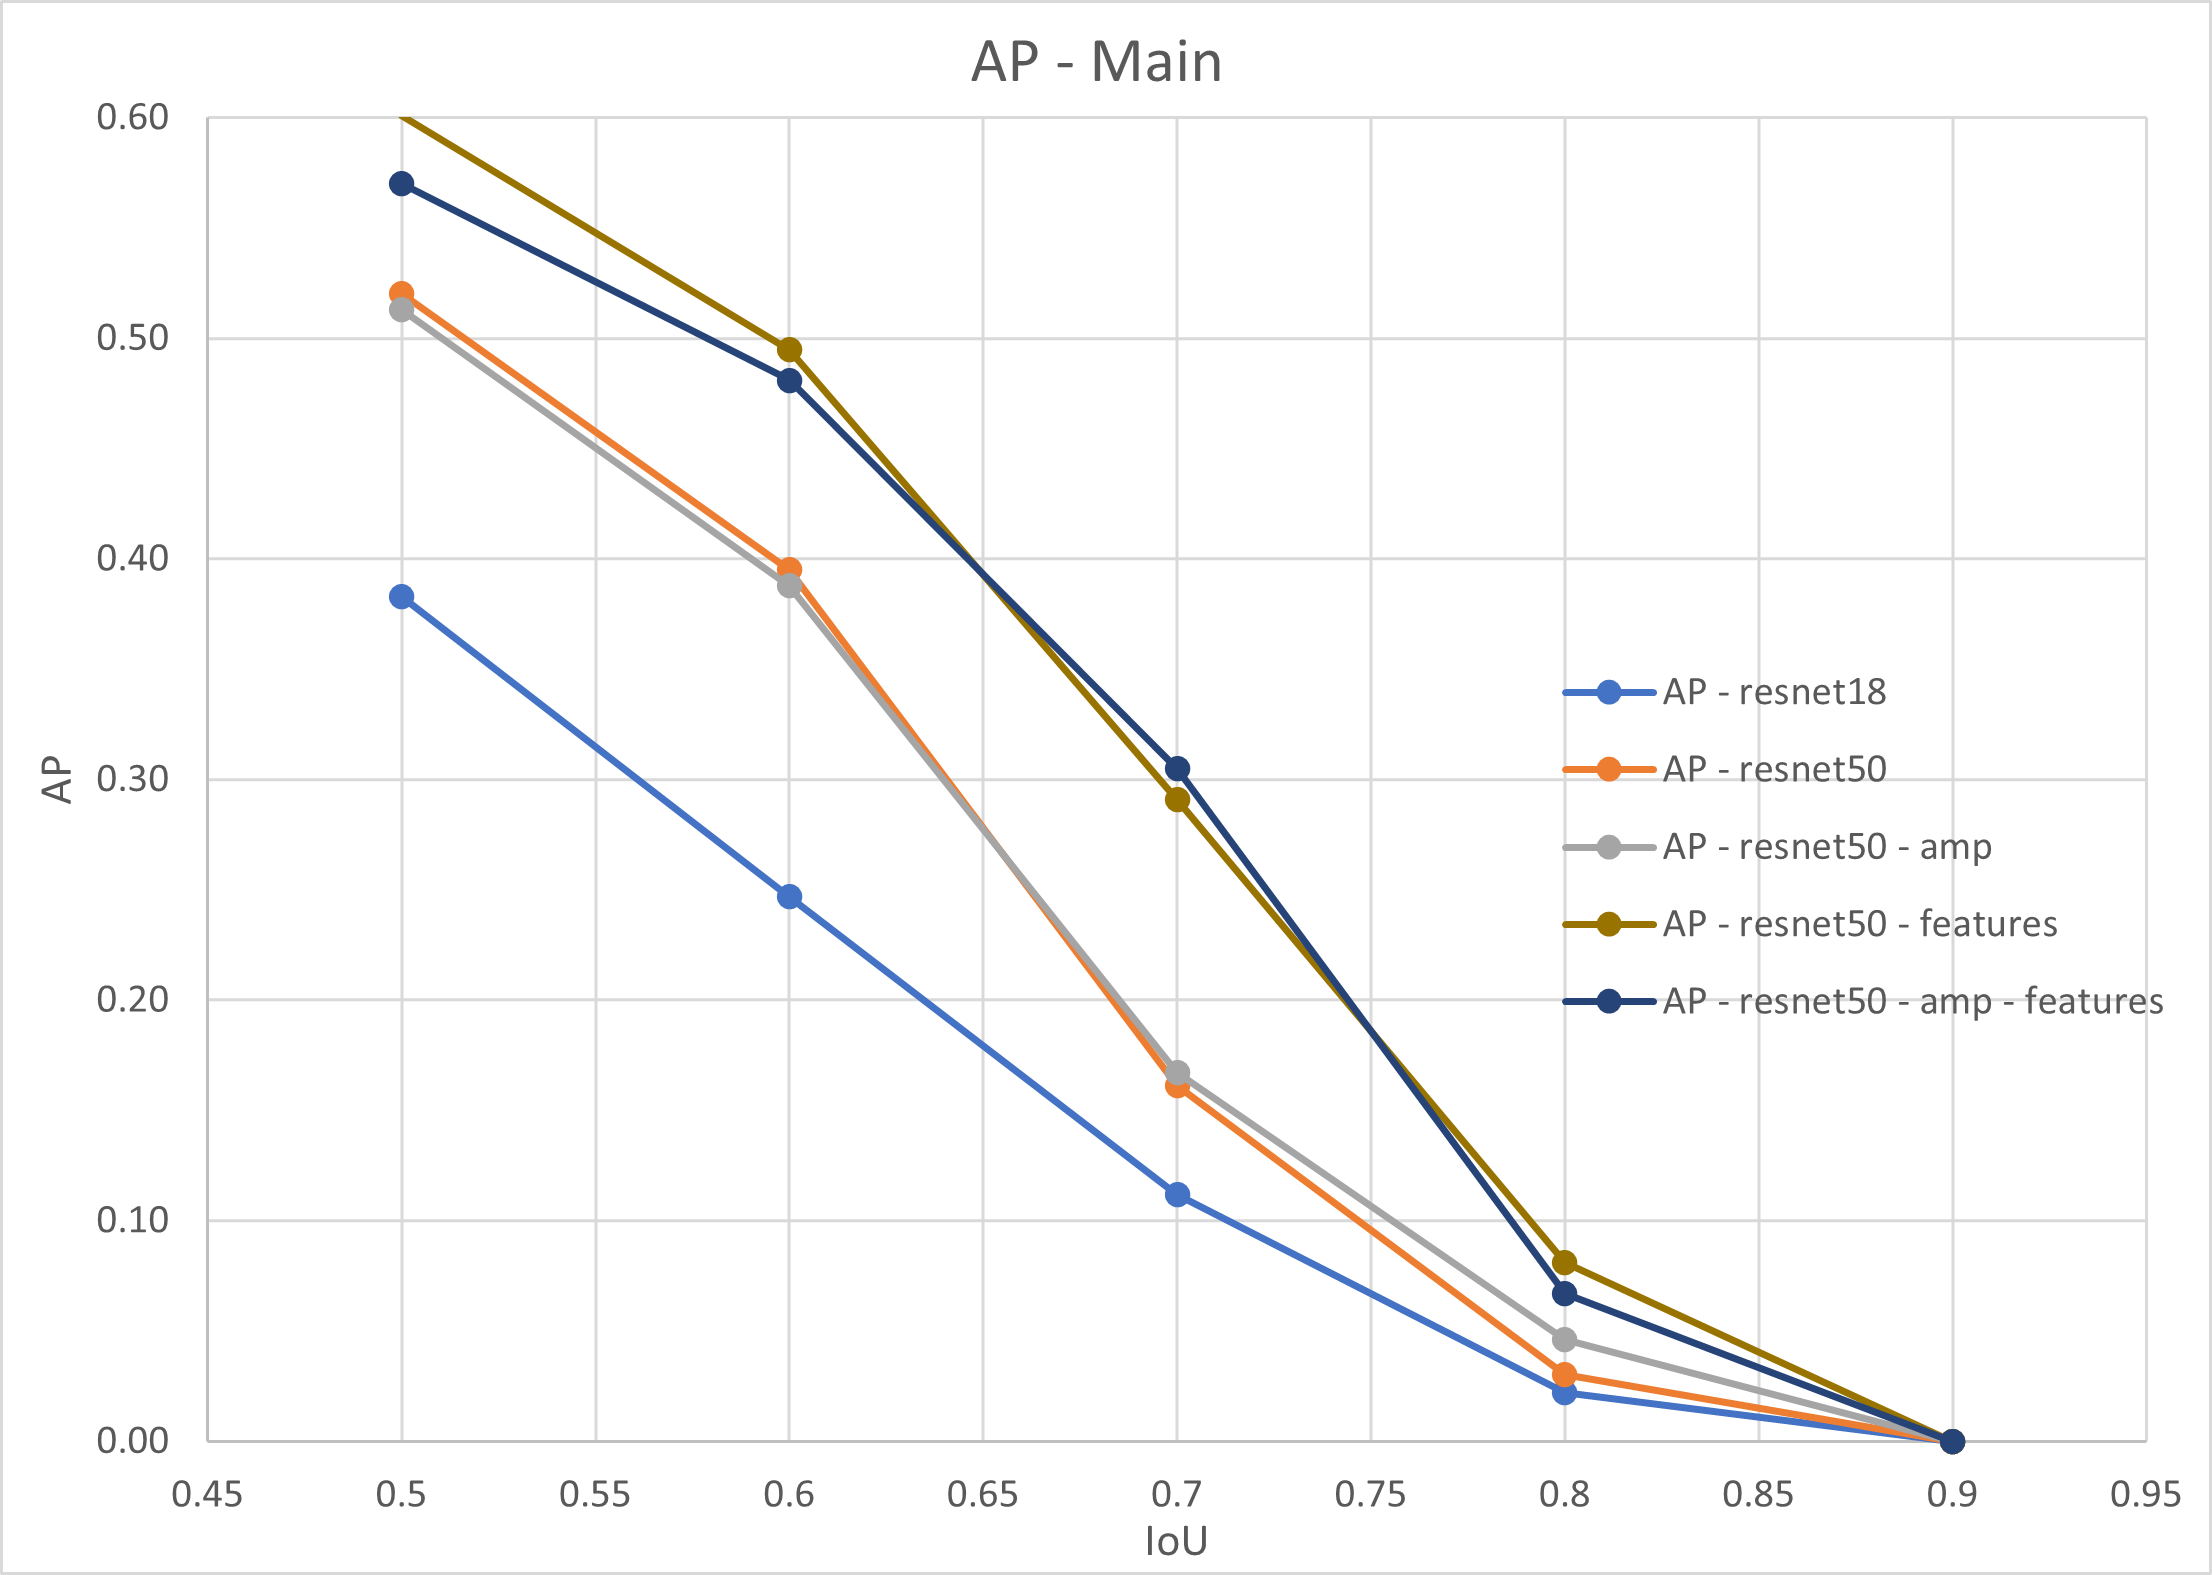 AP - Main
0.60
0.50
0.40
0.30
0.20
0.10
0.00
AP
AP - resnet18
AP - resnet50
AP - resnet50 - amp
AP - resnet50 - features
AP - resnet50 - amp - features
0.45 0.5 0.55 0.6 0.65 0.7 0.75 0.8 0.85 0.9 0.95
IoU